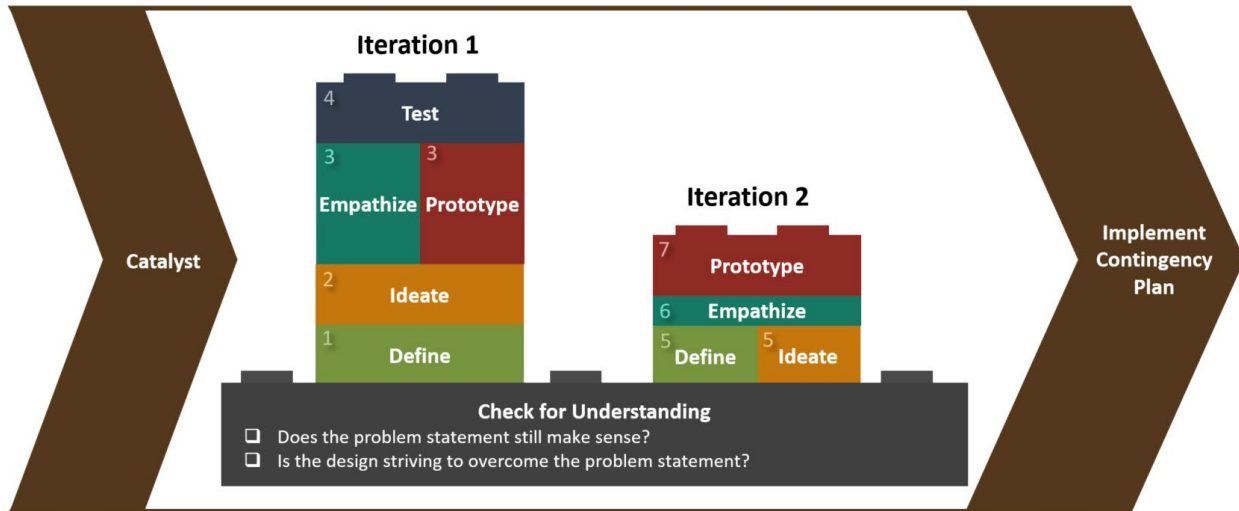 Iteration 1
4
Test
3
3
Empathize
Prototype
2
Ideate
1
Define
Iteration 2
7
Prototype
6
Empathize
5
Define
5
Ideate
Catalyst
Implement
Contingency
Plan
Check for Understanding
❑ Does the problem statement still make sense?
❑ Is the design striving to overcome the problem statement?